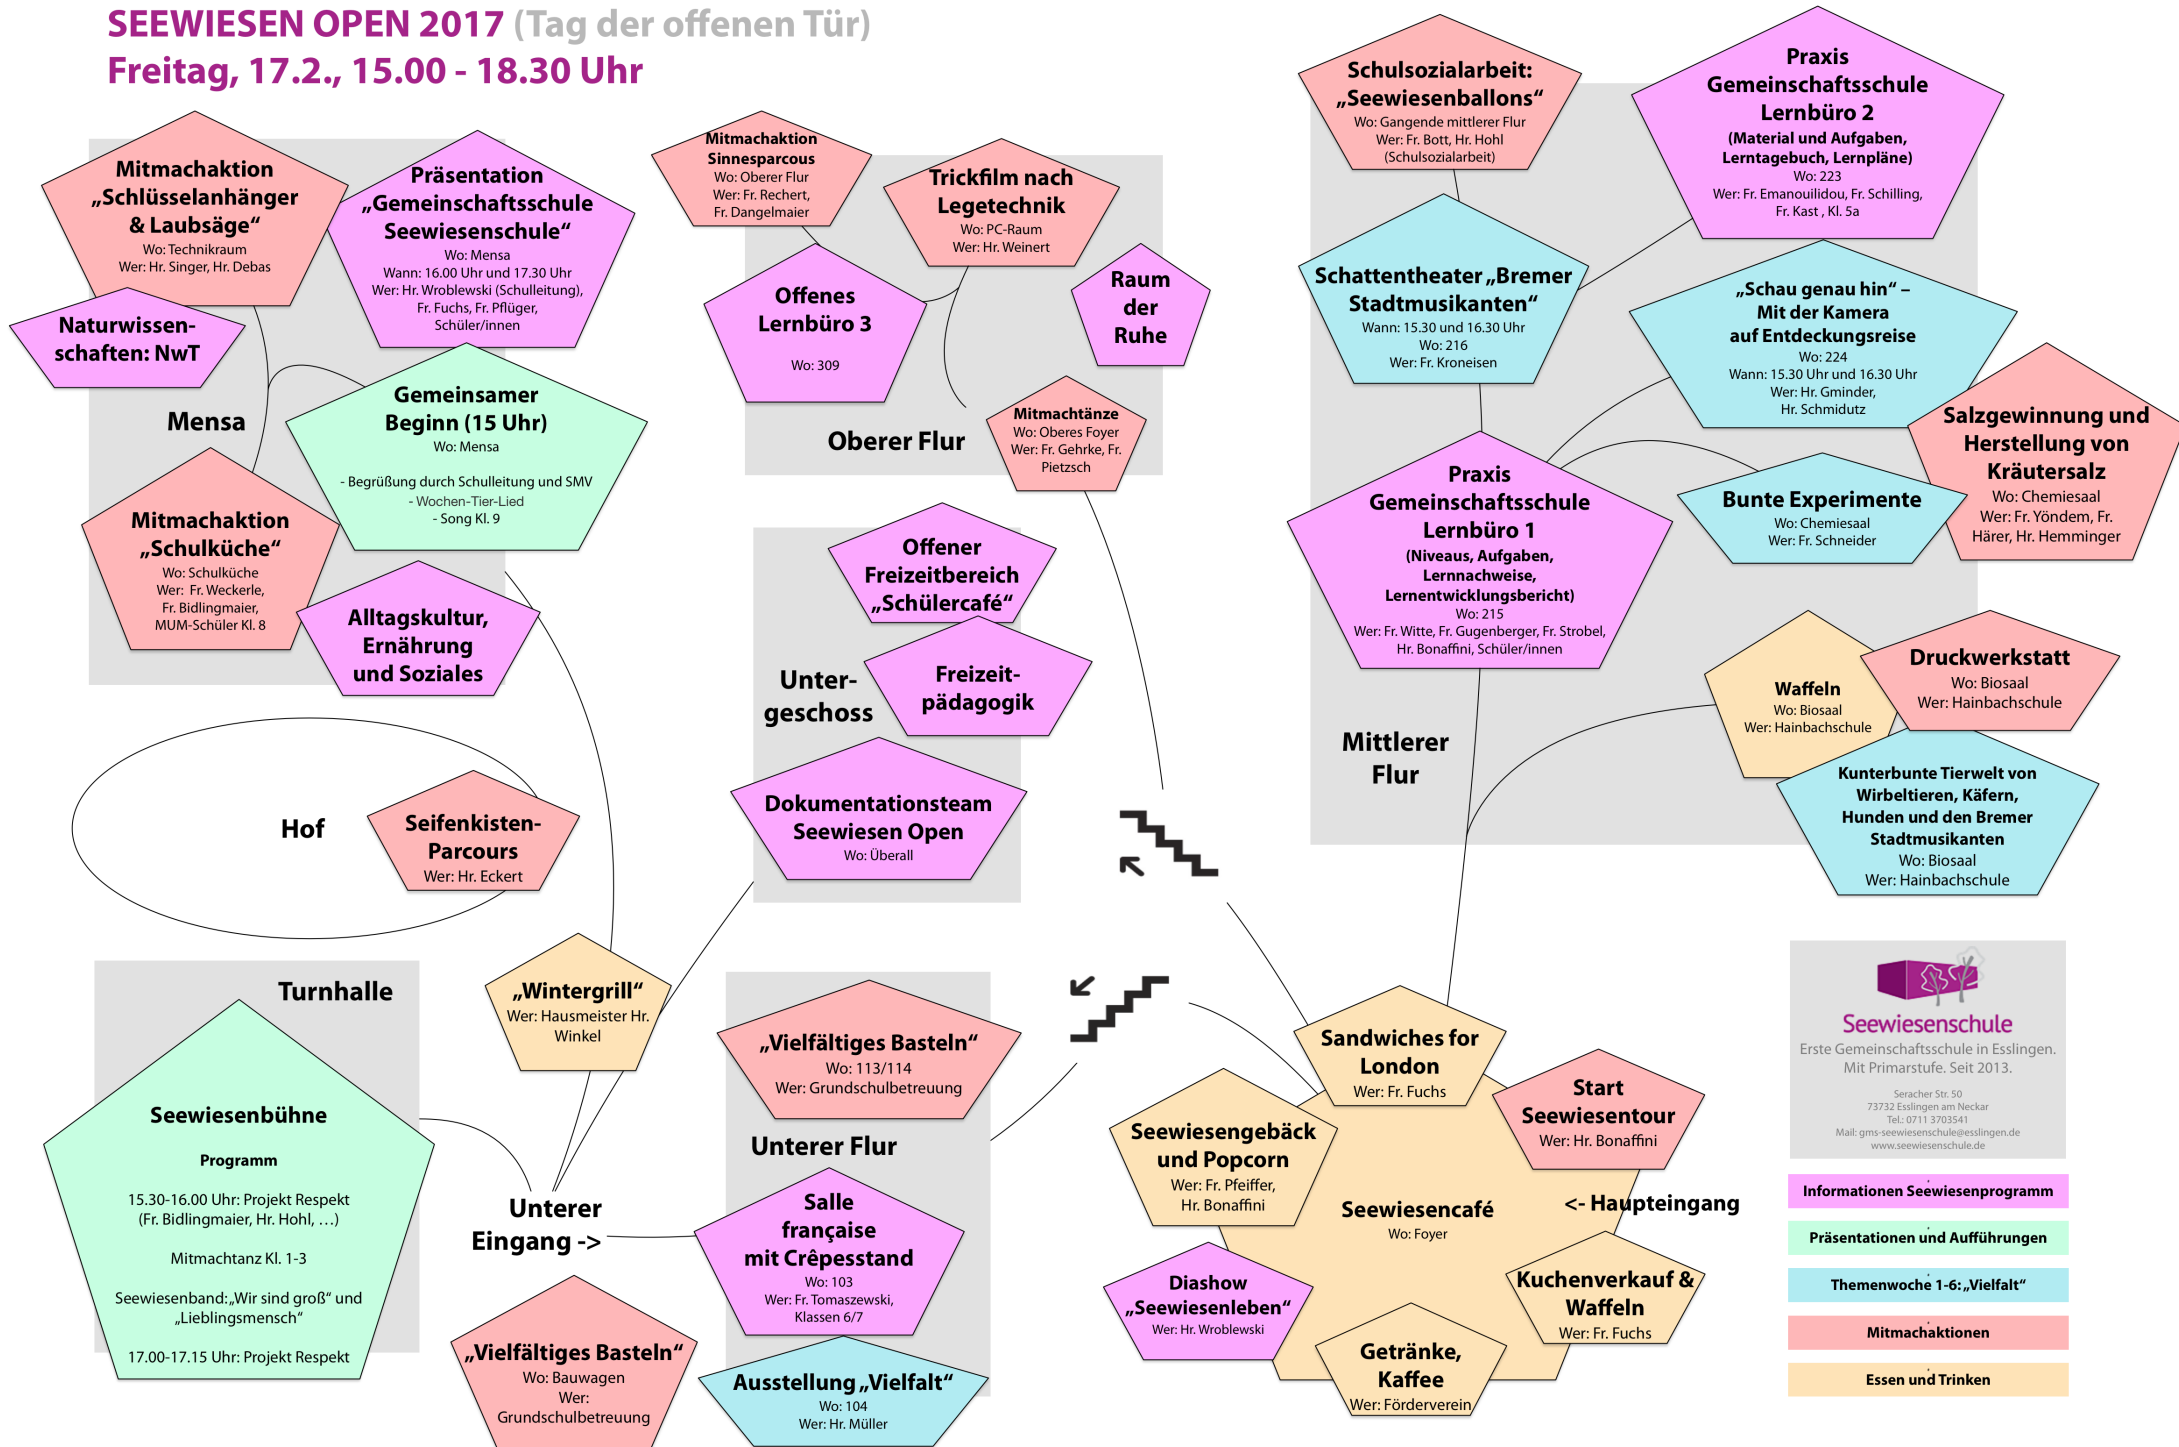 SEEWIESEN OPEN 2017 (Tag der offenen Tür)
Freitag, 17.2., 15.00 - 18.30 Uhr
Mitmachaktion
„Schlüsselanhänger
& Laubsäge“
Wo: Technikraum
Wer: Hr. Singer, Hr. Debas
Präsentation
„Gemeinschaftsschule
Seewiesenschule“
Wo: Mensa
Wann: 16.00 Uhr und 17.30 Uhr
Wer: Hr. Wroblewski (Schulleitung),
Fr. Fuchs, Fr. Pflüger,
Schüler/innen
Naturwissen-
schaften: NwT
Mensa
Gemeinsamer
Beginn (15 Uhr)
Wo: Mensa
- Begrüßung durch Schulleitung und SMV
- Wochen-Tier-Lied
- Song Kl. 9
Mitmachaktion
„Schulküche“
Wo: Schulküche
Wer: Fr. Weckerle,
Fr. Bidlingmaier,
MUM-Schüler Kl. 8
Alltagskultur,
Ernährung
und Soziales
Hof
Seifenkisten-
Parcours
Wer: Hr. Eckert
Turnhalle
Seewiesenbühne
Programm
15.30-16.00 Uhr: Projekt Respekt
(Fr. Bidlingmaier, Hr. Hohl, …)
Mitmachtanz Kl. 1-3
Seewiesenband: „Wir sind groß“ und
„Lieblingsmensch“
17.00-17.15 Uhr: Projekt Respekt
„Wintergrill“
Wer: Hausmeister Hr.
Winkel
Unterer
Eingang ->
„Vielfältiges Basteln“
Wo: Bauwagen
Wer:
Grundschulbetreuung
Mitmachaktion
Sinnesparcous
Wo: Oberer Flur
Wer: Fr. Rechert,
Fr. Dangelmaier
Trickfilm nach
Legetechnik
Wo: PC-Raum
Wer: Hr. Weinert
Offenes
Lernbüro 3
Wo: 309
Raum
der
Ruhe
Oberer Flur
Mitmachtänze
Wo: Oberes Foyer
Wer: Fr. Gehrke, Fr.
Pietzsch
Offener
Freizeitbereich
„Schülercafé“
Unter-
geschoss
Freizeit-
pädagogik
Dokumentationsteam
Seewiesen Open
Wo: Überall
„Vielfältiges Basteln“
Wo: 113/114
Wer: Grundschulbetreuung
Unterer Flur
Salle
française
mit Crêpesstand
Wo: 103
Wer: Fr. Tomaszewski,
Klassen 6/7
Ausstellung „Vielfalt“
Wo: 104
Wer: Hr. Müller
Schulsozialarbeit:
„Seewiesenballons“
Wo: Gangende mittlerer Flur
Wer: Fr. Bott, Hr. Hohl
(Schulsozialarbeit)
Praxis
Gemeinschaftsschule
Lernbüro 2
(Material und Aufgaben,
Lerntagebuch, Lernpläne)
Wo: 223
Wer: Fr. Emanouilidou, Fr. Schilling,
Fr. Kast , Kl. 5a
Schattentheater „Bremer
Stadtmusikanten“
Wann: 15.30 und 16.30 Uhr
Wo: 216
Wer: Fr. Kroneisen
„Schau genau hin“ –
Mit der Kamera
auf Entdeckungsreise
Wo: 224
Wann: 15.30 Uhr und 16.30 Uhr
Wer: Hr. Gminder,
Hr. Schmidutz
Salzgewinnung und
Herstellung von
Kräutersalz
Wo: Chemiesaal
Wer: Fr. Yöndem, Fr.
Härer, Hr. Hemminger
Praxis
Gemeinschaftsschule
Lernbüro 1
(Niveaus, Aufgaben,
Lernnachweise,
Lernentwicklungsbericht)
Wo: 215
Wer: Fr. Witte, Fr. Gugenberger, Fr. Strobel,
Hr. Bonaffini, Schüler/innen
Bunte Experimente
Wo: Chemiesaal
Wer: Fr. Schneider
Mittlerer
Flur
Waffeln
Wo: Biosaal
Wer: Hainbachschule
Druckwerkstatt
Wo: Biosaal
Wer: Hainbachschule
Kunterbunte Tierwelt von
Wirbeltieren, Käfern,
Hunden und den Bremer
Stadtmusikanten
Wo: Biosaal
Wer: Hainbachschule
Sandwiches for
London
Wer: Fr. Fuchs
Start
Seewiesentour
Wer: Hr. Bonaffini
Seewiesengebäck
und Popcorn
Wer: Fr. Pfeiffer,
Hr. Bonaffini
Seewiesencafé
Wo: Foyer
<- Haupteingang
Diashow
„Seewiesenleben“
Wer: Hr. Wroblewski
Kuchenverkauf &
Waffeln
Wer: Fr. Fuchs
Getränke,
Kaffee
Wer: Förderverein
Seewiesenschule
Erste Gemeinschaftsschule in Esslingen.
Mit Primarstufe. Seit 2013.
Seracher Str. 50
73732 Esslingen am Neckar
Tel.: 0711 3703541
Mail: gms-seewiesenschule@esslingen.de
www.seewiesenschule.de
Informationen Seewiesenprogramm
Präsentationen und Aufführungen
Themenwoche 1-6: „Vielfalt“
Mitmachaktionen
Essen und Trinken